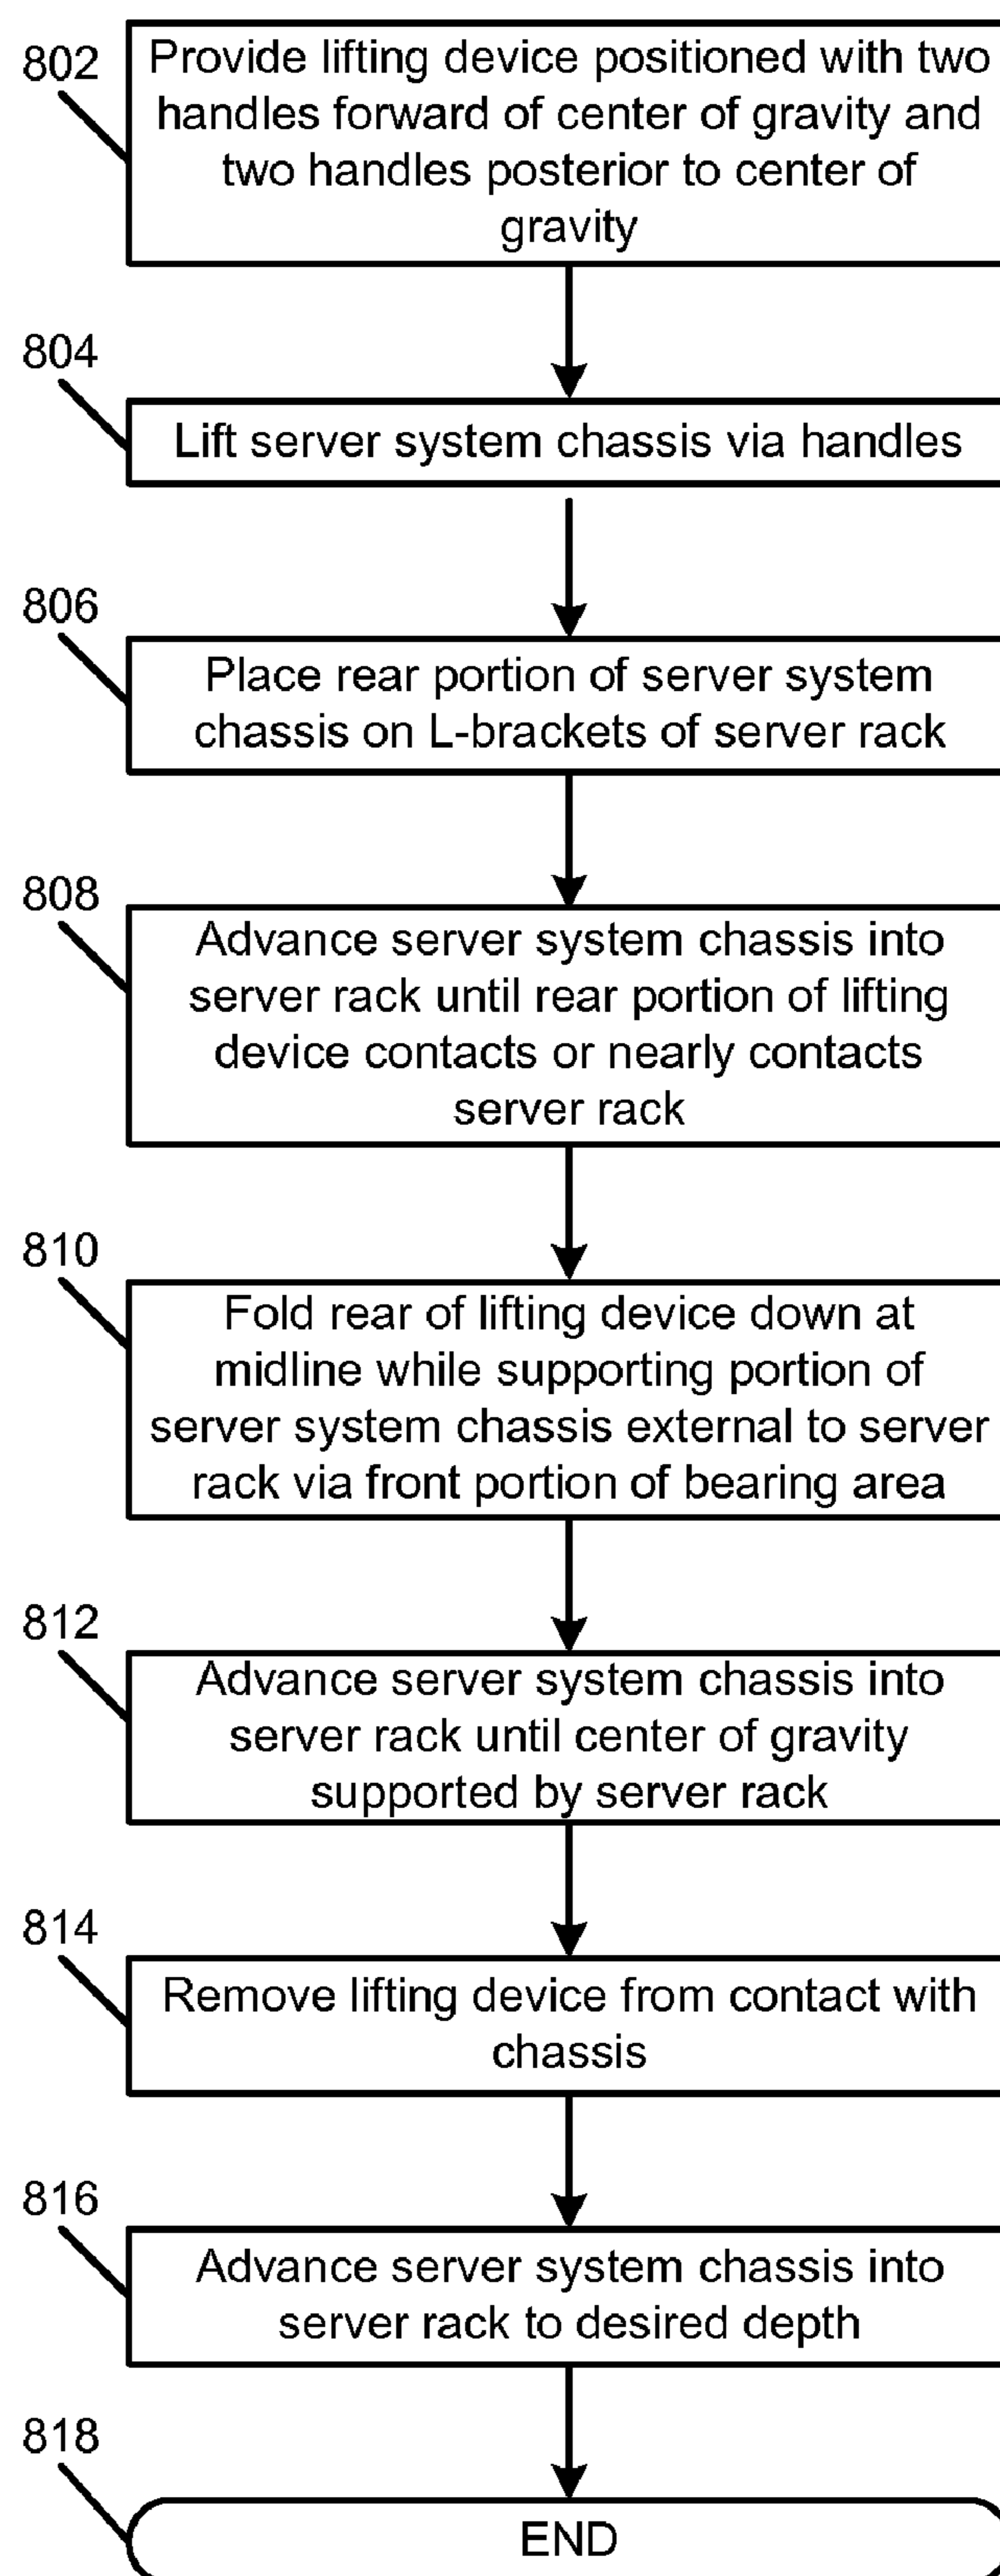 802
Provide lifting device positioned with two
handles forward of center of gravity and
two handles posterior to center of
gravity
804
Lift server system chassis via handles
806
Place rear portion of server system
chassis on L-brackets of server rack
808
Advance server system chassis into
server rack until rear portion of lifting
device contacts or nearly contacts
server rack
810
Fold rear of lifting device down at
midline while supporting portion of
server system chassis external to server
rack via front portion of bearing area
812
Advance server system chassis into
server rack until center of gravity
supported by server rack
814
Remove lifting device from contact with
chassis
816
Advance server system chassis into
server rack to desired depth
818
END